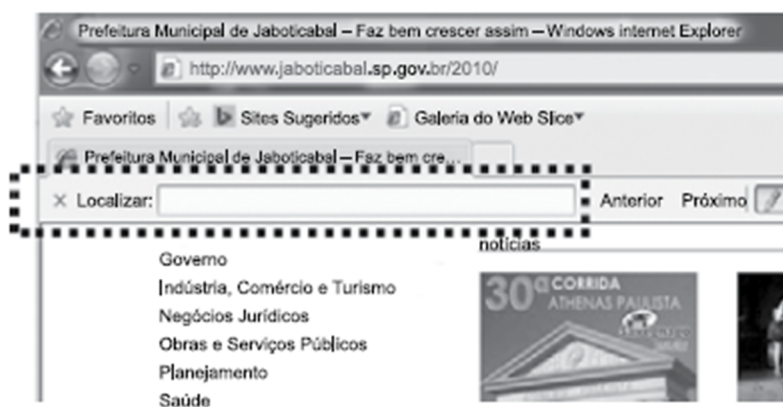 Prefeitura Municipal de Jaboticabal – Faz bem crescer assim – Windows internet Explorer
http://www.jaboticabal.sp.gov.br/2010/
Favoritos Sites Sugeridos Galeria do Web Slice
Prefeitura Municipal de Jaboticabal – Faz bem cre...
× Localizar: Anterior Próximo
notícias
Governo
Indústria, Comércio e Turismo
Negócios Jurídicos
Obras e Serviços Públicos
Planejamento
Saúde
30ª CORRIDA
ATHENAS PAULISTA